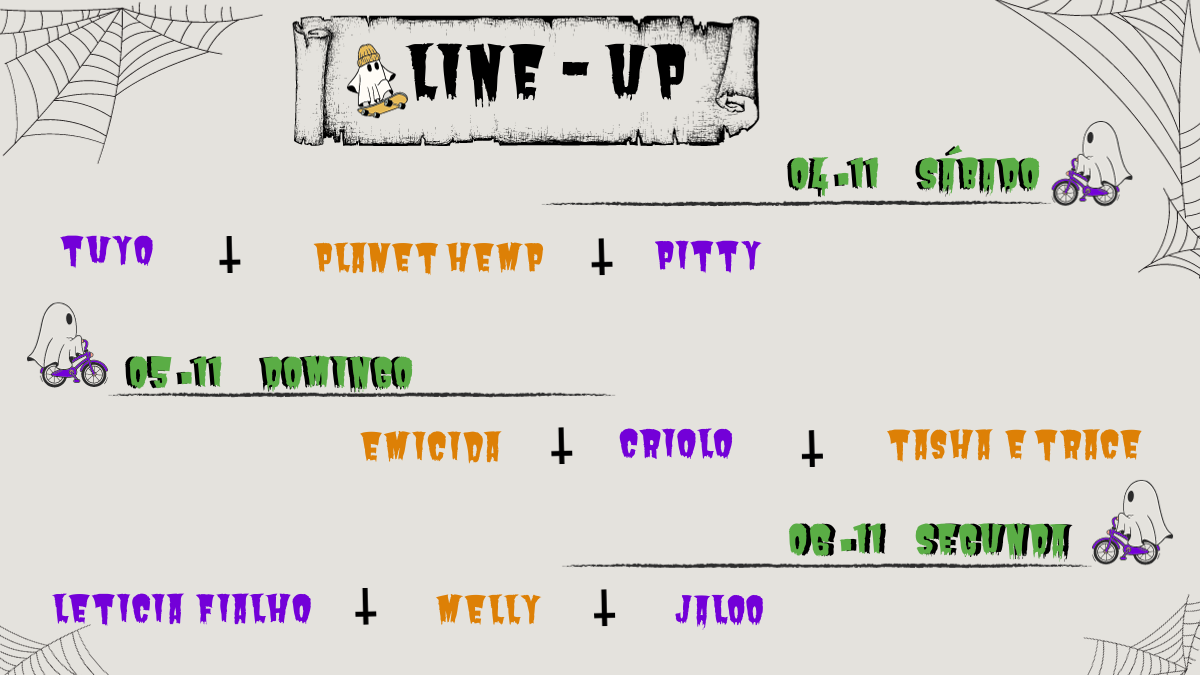 LINE - UP
04-11 SÁBADO
TUYO PLANET HEMP PITTY
05-11 DOMINGO
EMICIDA CRIOLO TASHA E TRACE
06-11 SEGUNDA
LETICIA FIALHO MELLY JALOO